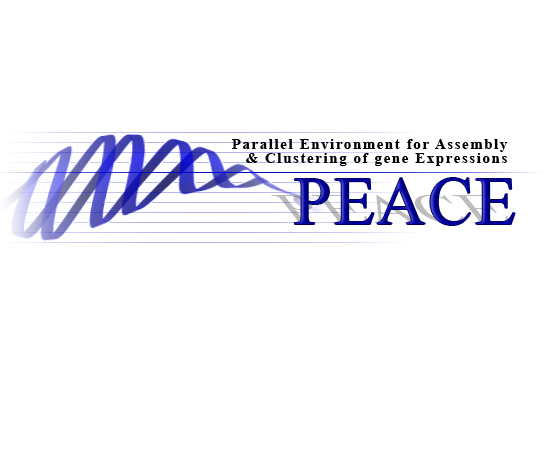 Parallel Environment for Assembly
& Clustering of gene Expressions
PEACE